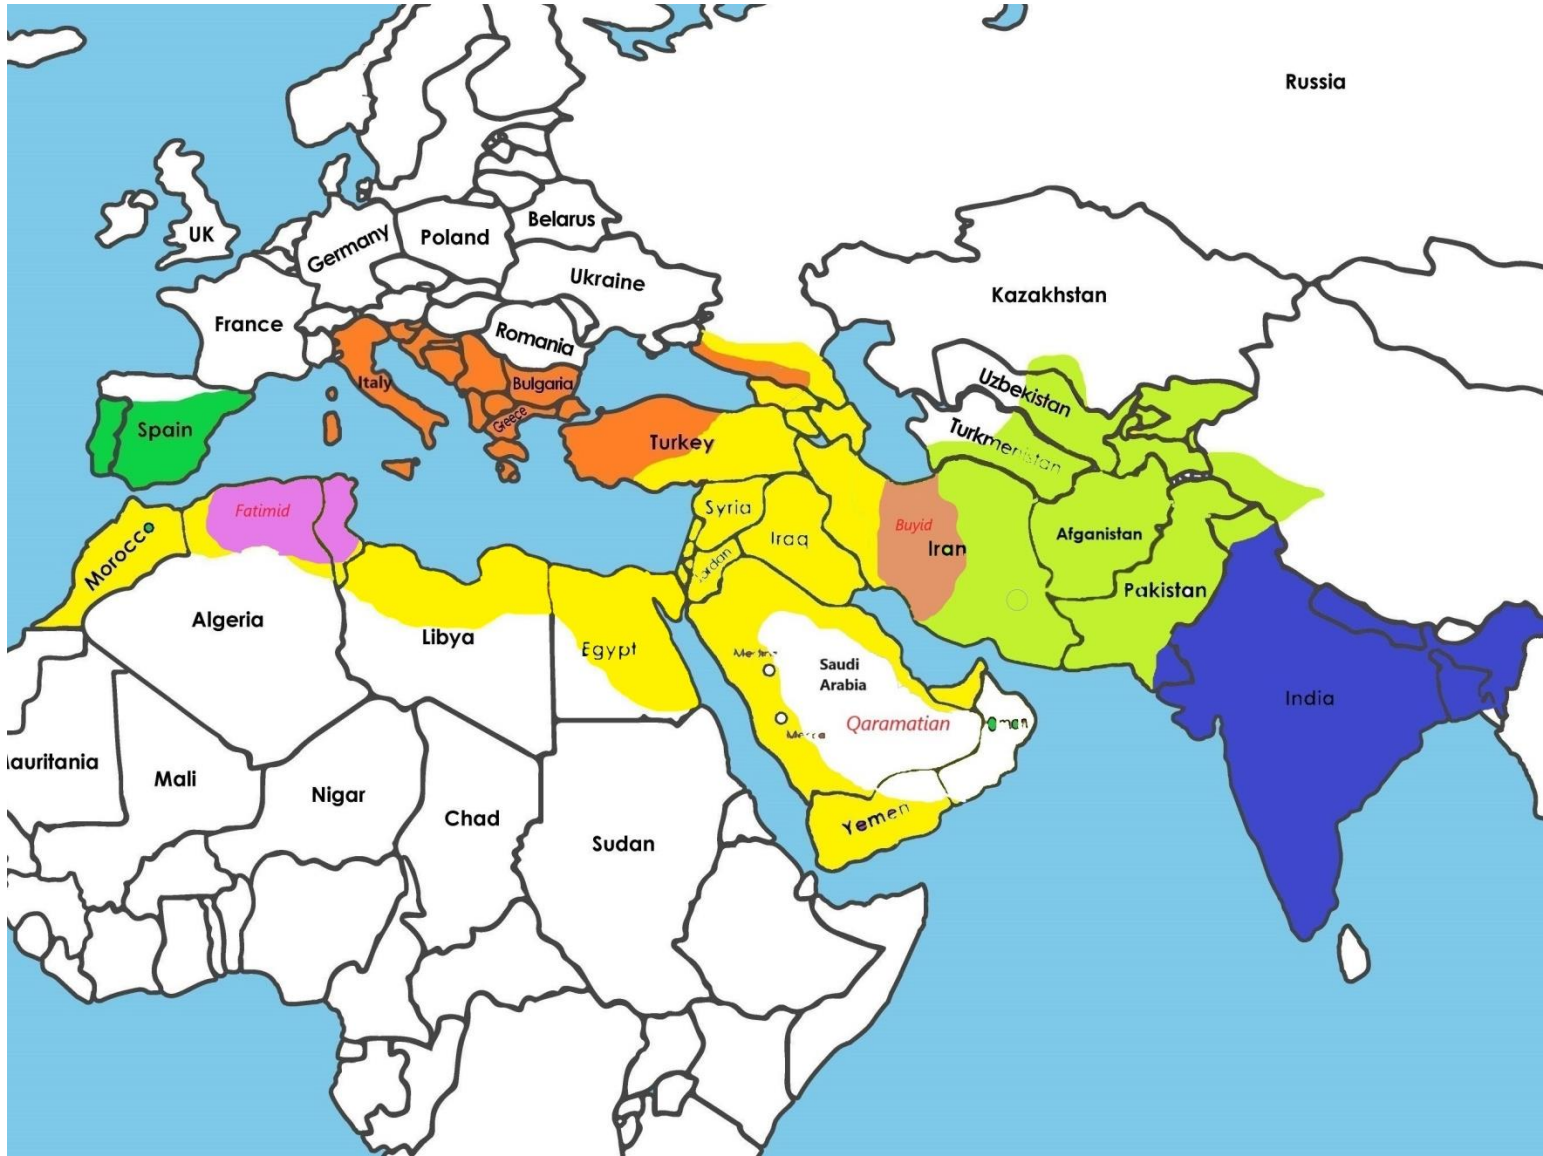 Russia
Belarus
UK
Poland
Germany
Ukraine
Kazakhstan
France
Romania
Italy
Bulgaria
Uzbekistan
Greece
Spain
Turkey
Turkmenistan
Fatimid
Syria
Buyid
Morocco
Iraq
Iran
Afganistan
Jordan
Pakistan
Algeria
Libya
Egypt
Saudi
Arabia
India
Qaramatian
auritania
Mali
Nigar
Chad
Yemen
Sudan